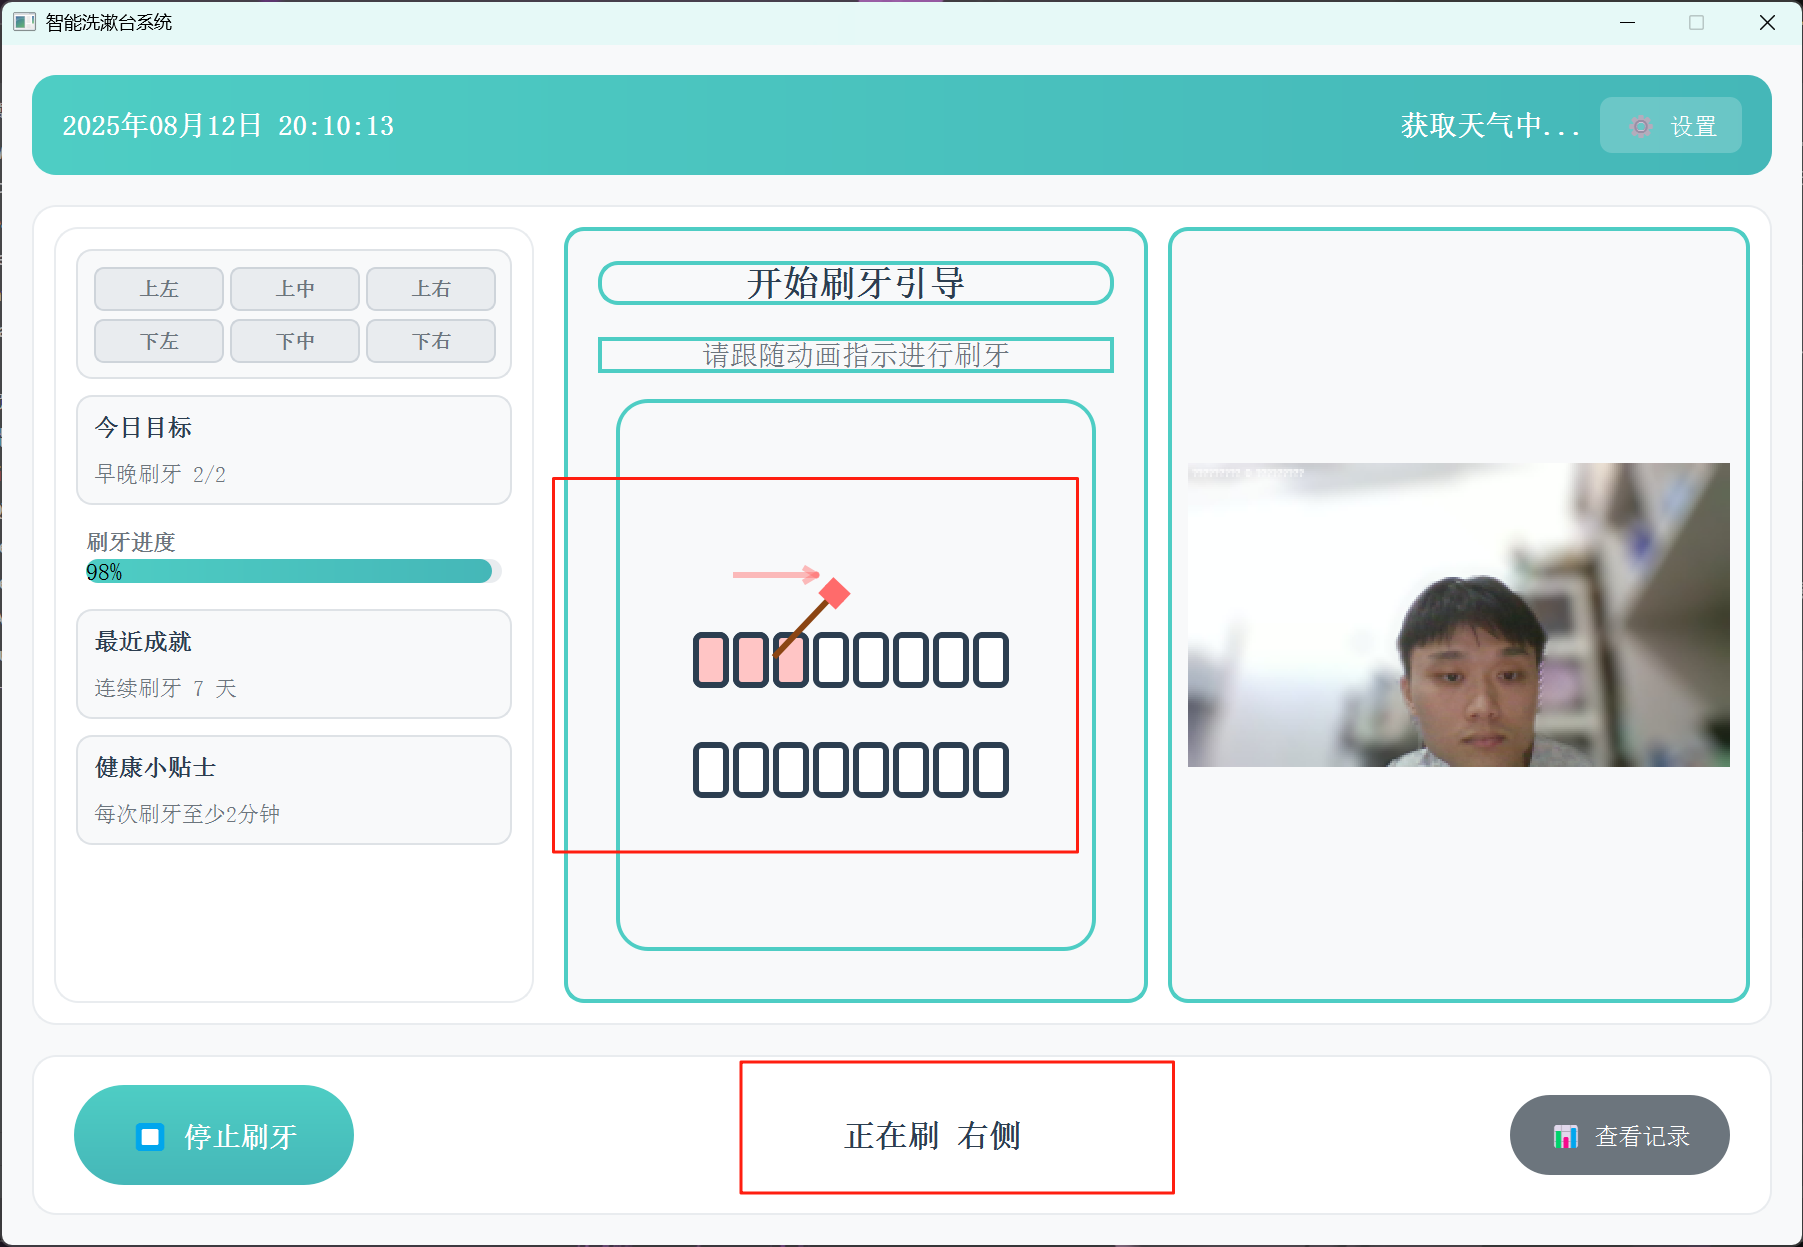 智能洗漱台系统
2025年08月12日 20:10:13
获取天气中...
设置
上左
上中
上右
下左
下中
下右
今日目标
早晚刷牙 2/2
刷牙进度
98%
最近成就
连续刷牙 7 天
健康小贴士
每次刷牙至少2分钟
开始刷牙引导
请跟随动画指示进行刷牙
停止刷牙
正在刷 右侧
查看记录